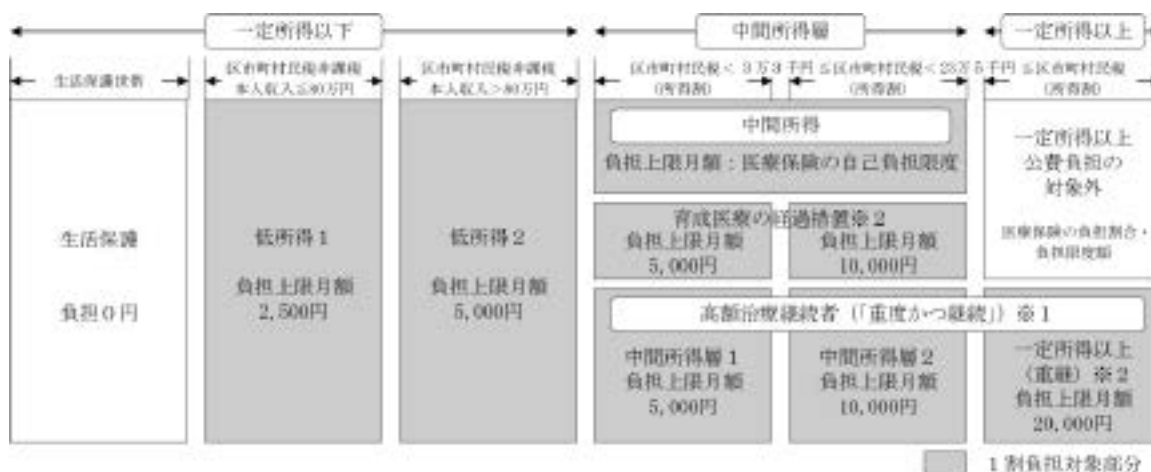 一定所得以下
中間所得層
一定所得以上
生活保護世帯
区市町村民税非課税
本人収入≦80万円
区市町村民税非課税
本人収入>80万円
区市町村民税 < 3万3千円 ≦区市町村民税<23万5千円 ≦区市町村民税
(所得割)
(所得割)
(所得割)
中間所得
負担上限月額:医療保険の自己負担限度
一定所得以上
公費負担の
対象外
医療保険の負担割合・
負担限度額
育成医療の経過措置※2
負担上限月額
5,000円
負担上限月額
10,000円
生活保護
負担0円
低所得1
負担上限月額
2,500円
低所得2
負担上限月額
5,000円
高額治療継続者(「重度かつ継続」)※1
中間所得層1
負担上限月額
5,000円
中間所得層2
負担上限月額
10,000円
一定所得以上
(重継)※2
負担上限月額
20,000円
1割負担対象部分